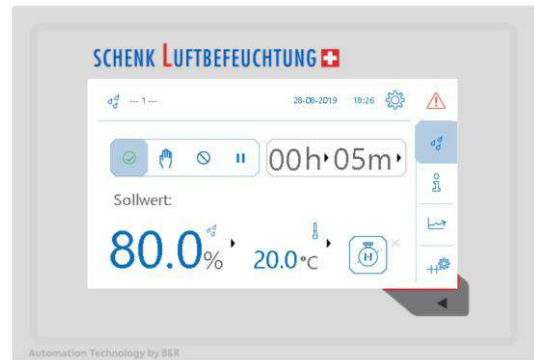 SCHENK LUFTBEFEUCHTUNG
--- 1 --- 28-08-2019 18:26
00h 05m
Sollwert:
80.0% 20.0°C H
Automation Technology by B&R